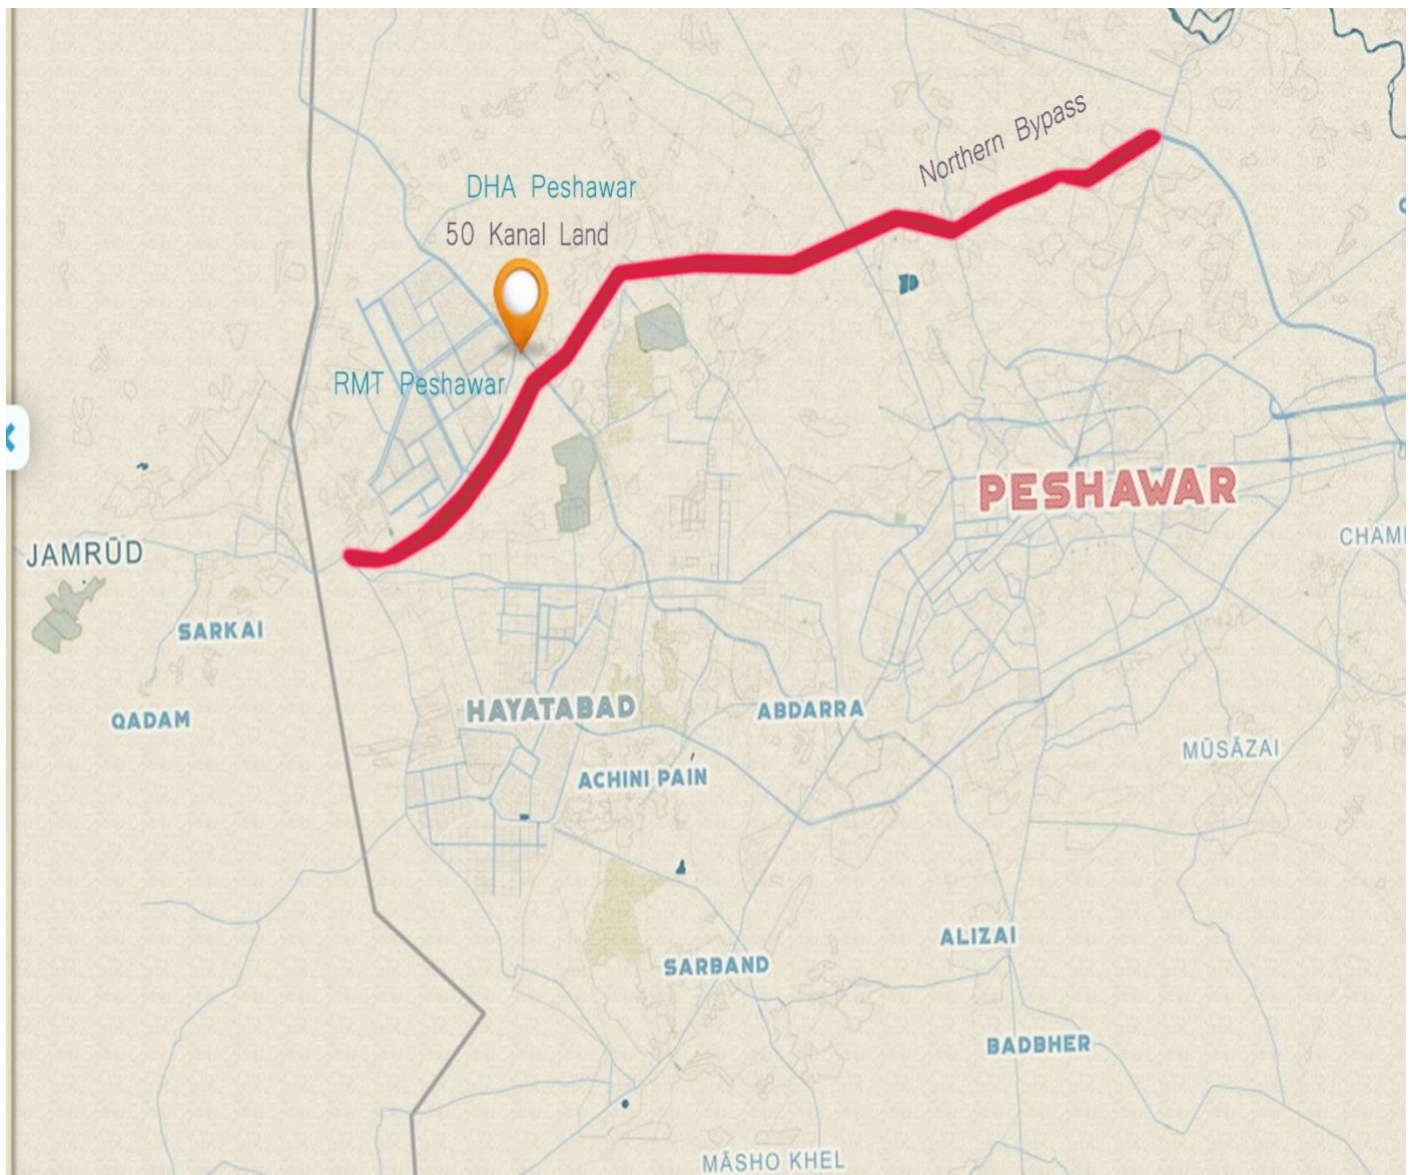 Northern Bypass
DHA Peshawar
50 Kanal Land
RMT Peshawar
PESHAWAR
JAMRŪD
SARKAI
QADAM
HAYATABAD
ABDARRA
MŪSĀZAI
ACHINI PAIN
ALIZAI
SARBAND
BADBHER
MĀSHO KHEL